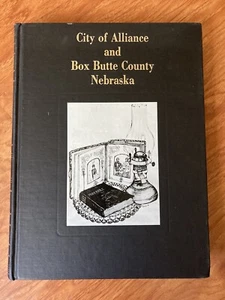 City of Alliance
and
Box Butte County
Nebraska